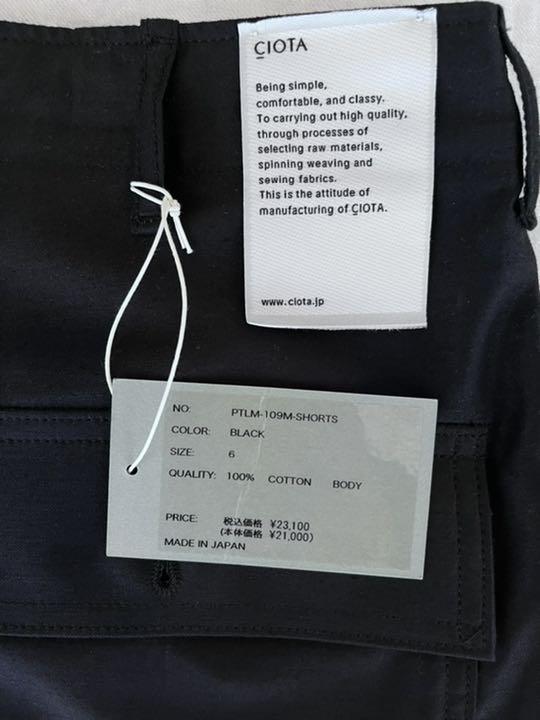 ÇIOTA
Being simple,
comfortable, and classy.
To carrying out high quality,
through processes of
selecting raw materials,
spinning weaving and
sewing fabrics.
This is the attitude of
manufacturing of ÇIOTA.
www.ciota.jp
NO: PTLM-109M-SHORTS
COLOR: BLACK
SIZE: 6
QUALITY: 100% COTTON BODY
PRICE: 税込価格 ¥23,100
(本体価格 ¥21,000)
MADE IN JAPAN